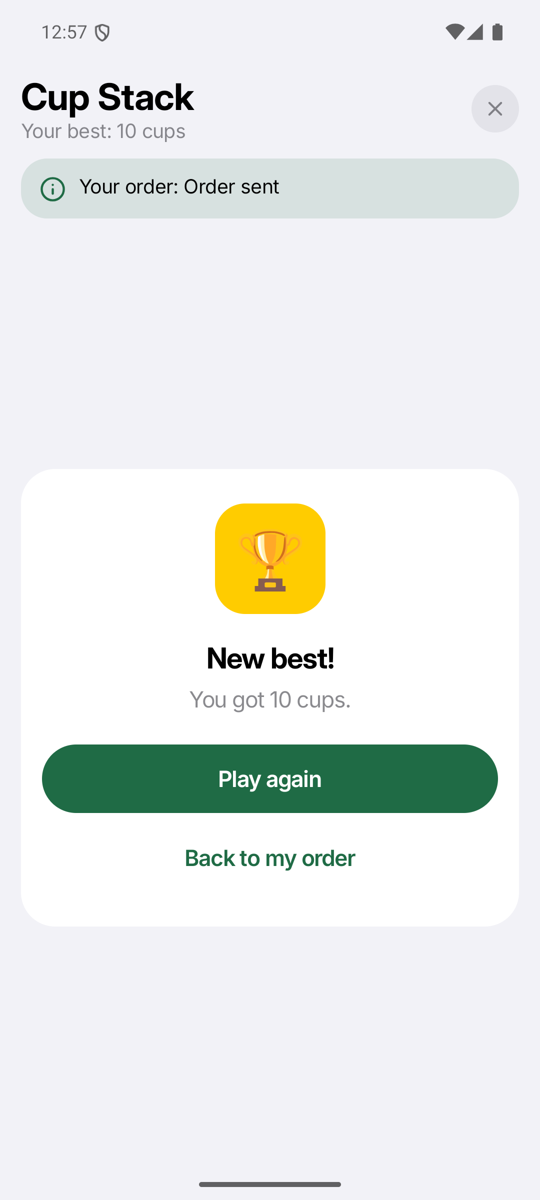 12:57
Cup Stack
Your best: 10 cups
Your order: Order sent
New best!
You got 10 cups.
Play again
Back to my order